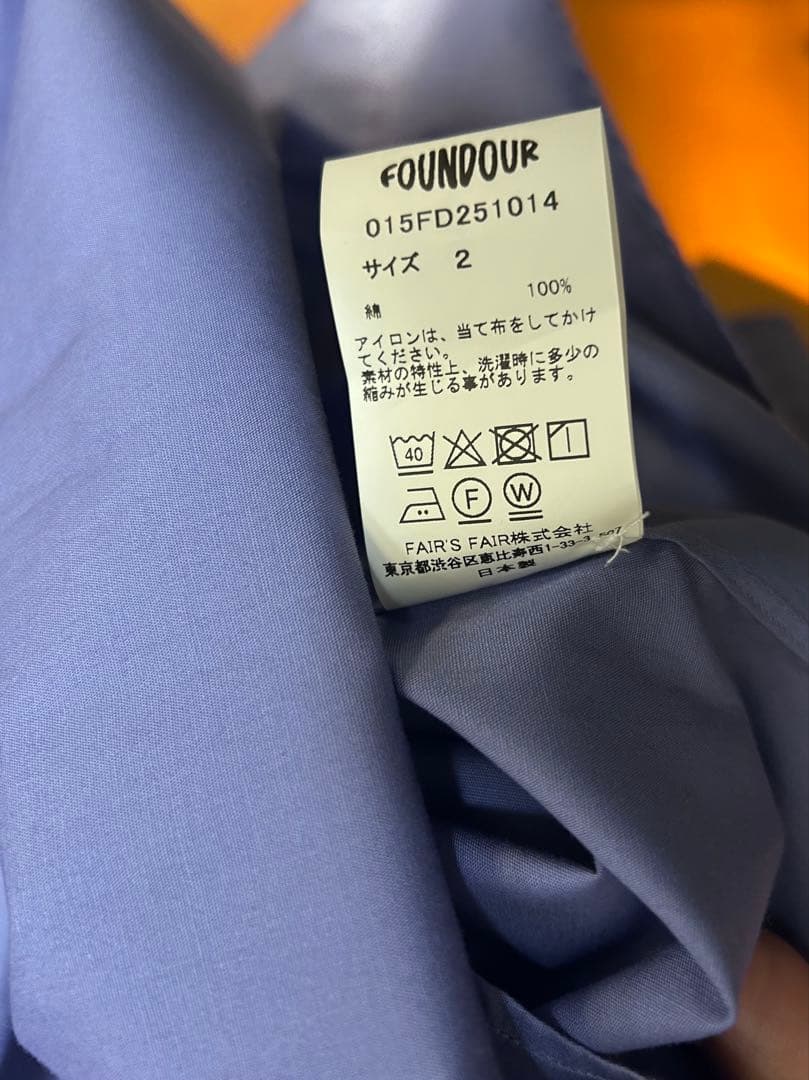 FOUNDOUR
015FD251014
サイズ 2
綿 100%
アイロンは、当て布をしてかけ
てください。
素材の特性上、洗濯時に多少の
縮みが生じる事があります。
40
F W
FAIR'S FAIR株式会社
東京都渋谷区恵比寿西1-33-3
日本製